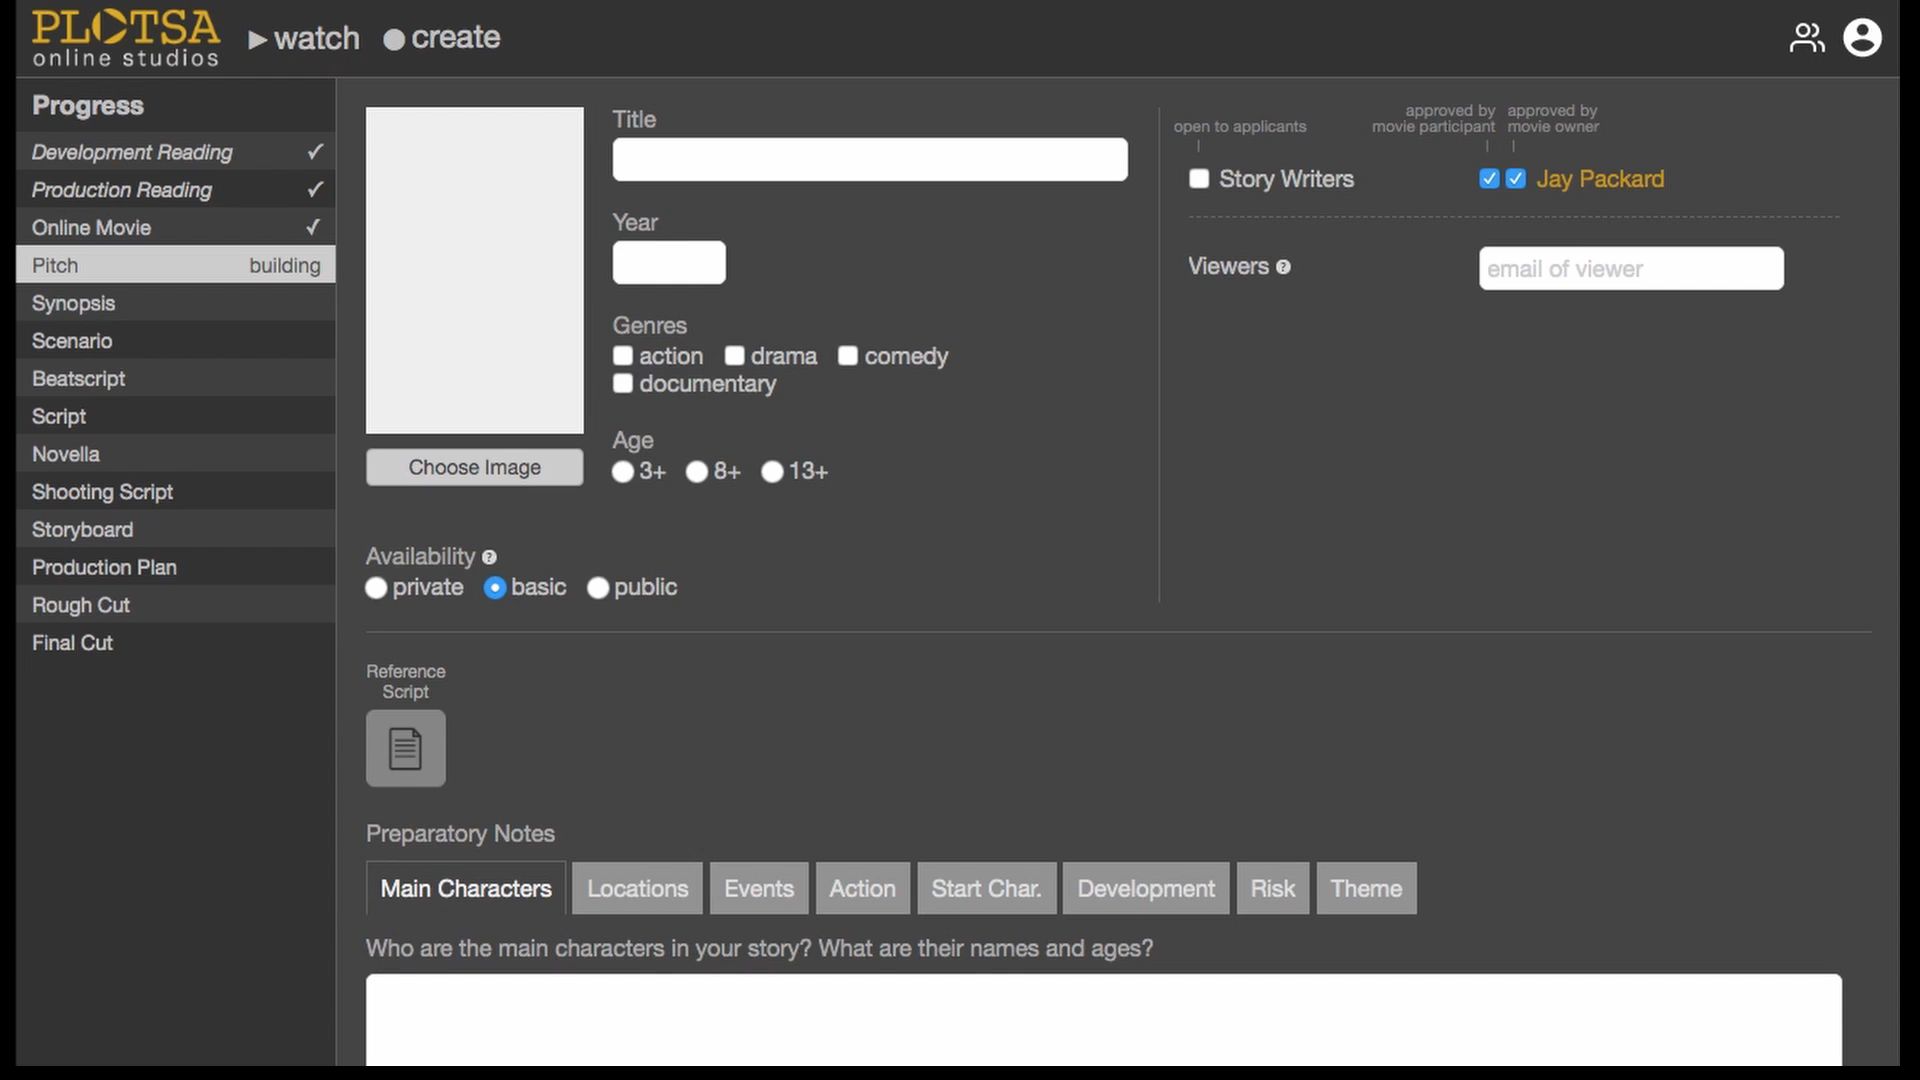 PLOTSA
online studios
watch
create
Progress
Development Reading ✓
Production Reading ✓
Online Movie ✓
Pitch building
Synopsis
Scenario
Beatscript
Script
Novella
Shooting Script
Storyboard
Production Plan
Rough Cut
Final Cut
Choose Image
Title
Year
Genres
action drama comedy
documentary
Age
3+ 8+ 13+
Availability ?
private basic public
open to applicants
approved by
movie participant
approved by
movie owner
Story Writers
Jay Packard
Viewers ?
email of viewer
Reference
Script
Preparatory Notes
Main Characters Locations Events Action Start Char. Development Risk Theme
Who are the main characters in your story? What are their names and ages?